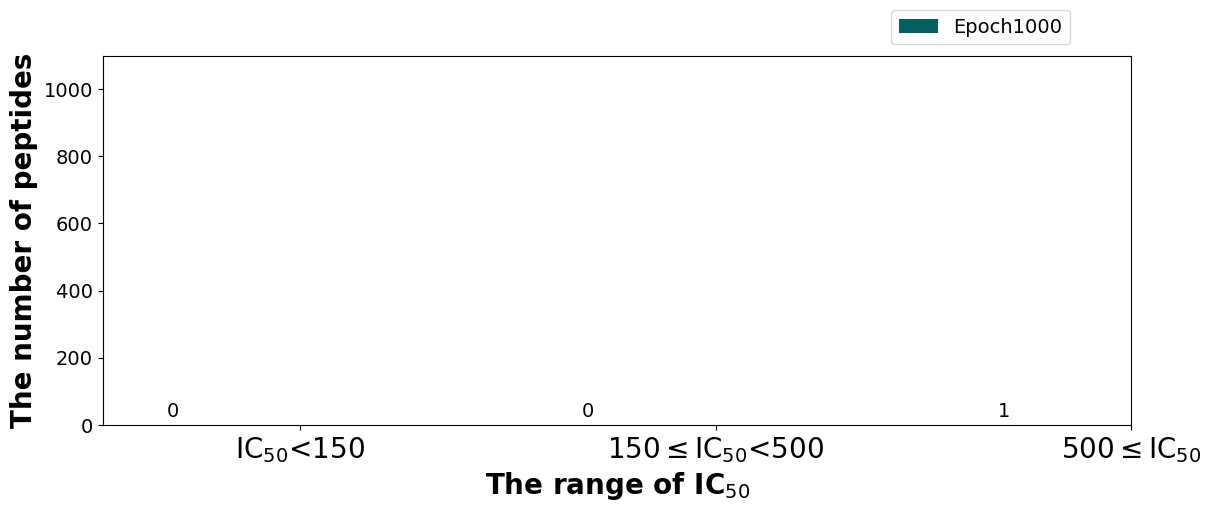 Epoch1000
The number of peptides
1000
800
600
400
200
0
0 0 1
IC₅₀<150 150≤IC₅₀<500 500≤IC₅₀
The range of IC₅₀